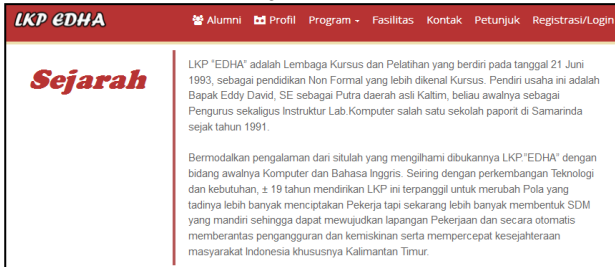 LKP EDHA
Alumni Profil Program Fasilitas Kontak Petunjuk Registrasi/Login
Sejarah
LKP "EDHA" adalah Lembaga Kursus dan Pelatihan yang berdiri pada tanggal 21 Juni
1993, sebagai pendidikan Non Formal yang lebih dikenal Kursus. Pendiri usaha ini adalah
Bapak Eddy David, SE sebagai Putra daerah asli Kaltim, beliau awalnya sebagai
Pengurus sekaligus Instruktur Lab.Komputer salah satu sekolah paporit di Samarinda
sejak tahun 1991.
Bermodalkan pengalaman dari situlah yang mengilhami dibukannya LKP."EDHA" dengan
bidang awalnya Komputer dan Bahasa Inggris. Seiring dengan perkembangan Teknologi
dan kebutuhan, ± 19 tahun mendirikan LKP ini terpanggil untuk merubah Pola yang
tadinya lebih banyak menciptakan Pekerja tapi sekarang lebih banyak membentuk SDM
yang mandiri sehingga dapat mewujudkan lapangan Pekerjaan dan secara otomatis
memberantas pengangguran dan kemiskinan serta mempercepat kesejahteraan
masyarakat Indonesia khususnya Kalimantan Timur.